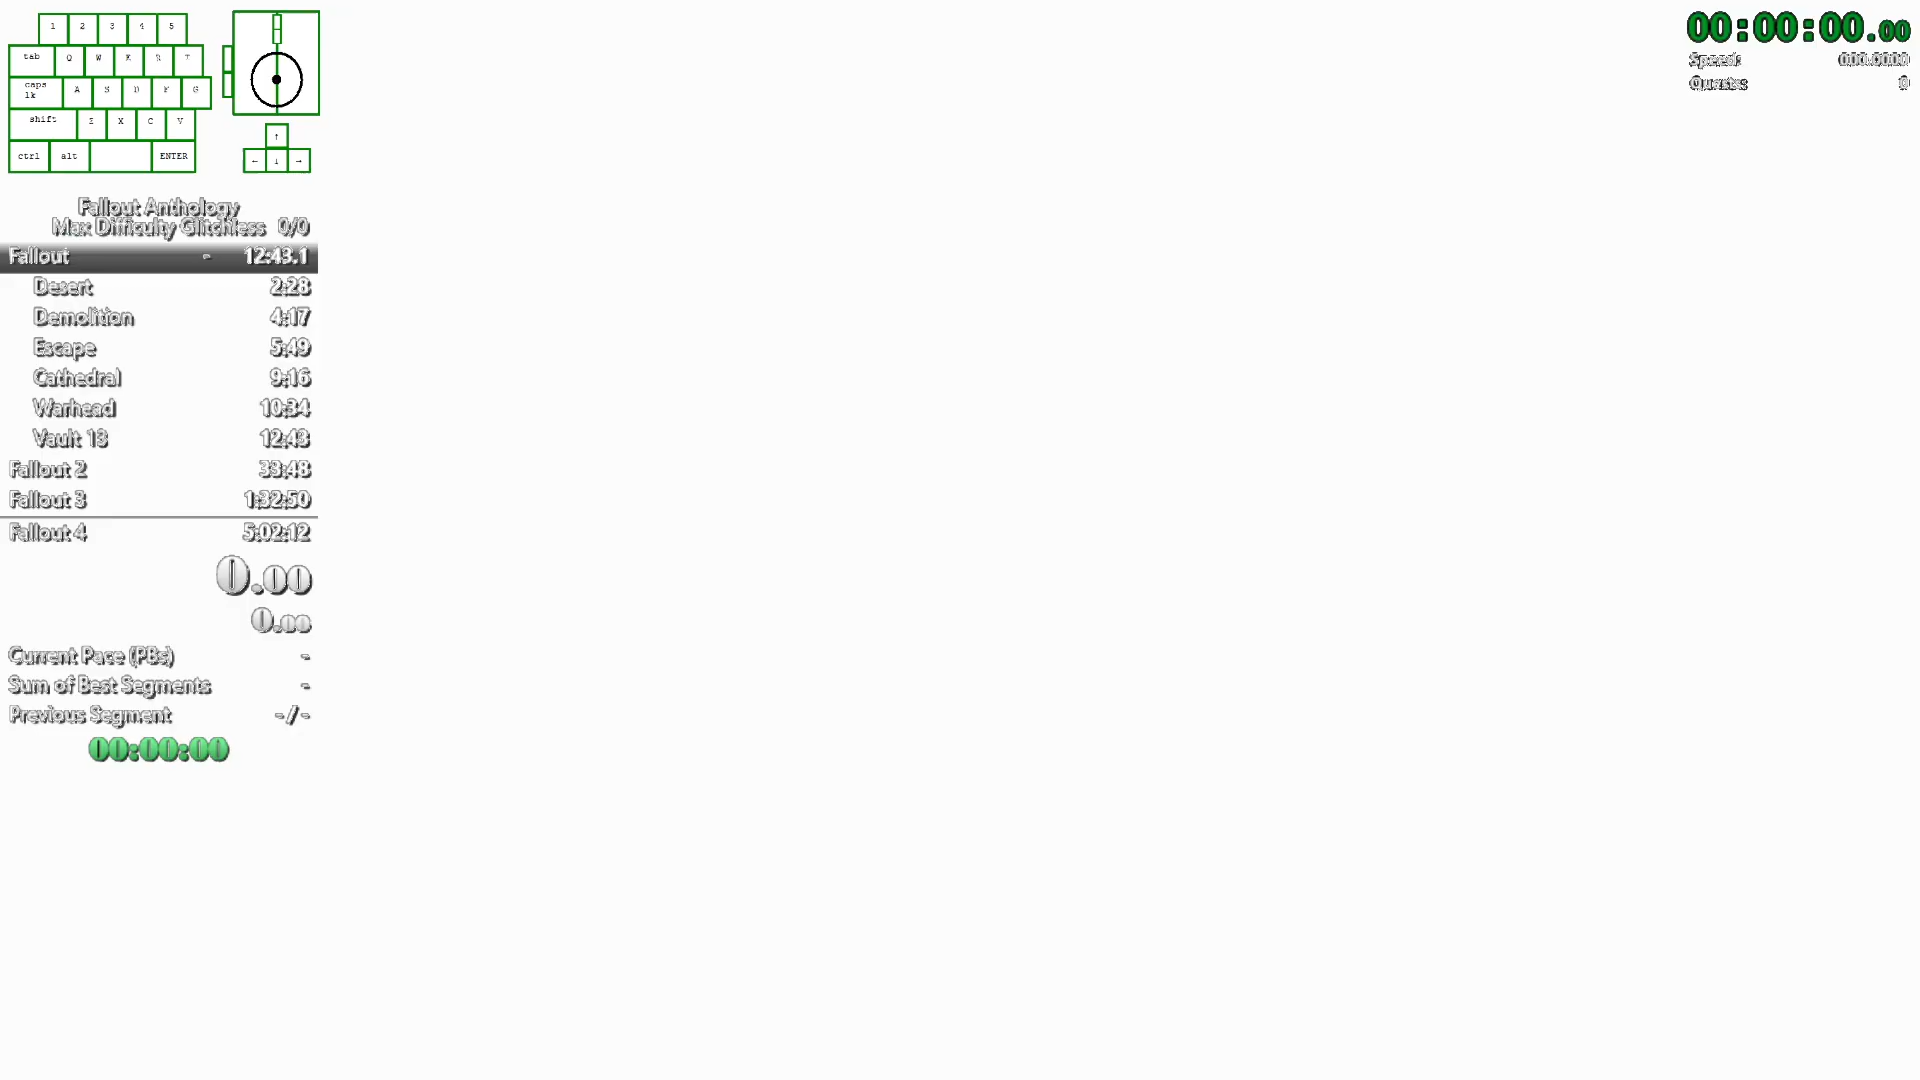 1 2 3 4 5
tab Q W E R T
caps lk A S D F G
shift Z X C V
ctrl alt ENTER
↑
← ↓ →
Fallout Anthology
Max Difficulty Glitchless 0/0
Fallout - 12:43.1
Desert 2:28
Demolition 4:17
Escape 5:49
Cathedral 9:16
Warhead 10:34
Vault 13 12:43
Fallout 2 33:48
Fallout 3 1:32:50
Fallout 4 5:02:12
0.00
0.00
Current Pace (PBs) -
Sum of Best Segments -
Previous Segment - / -
00:00:00
00:00:00.00
Speed: 000.0000
Quests: 0